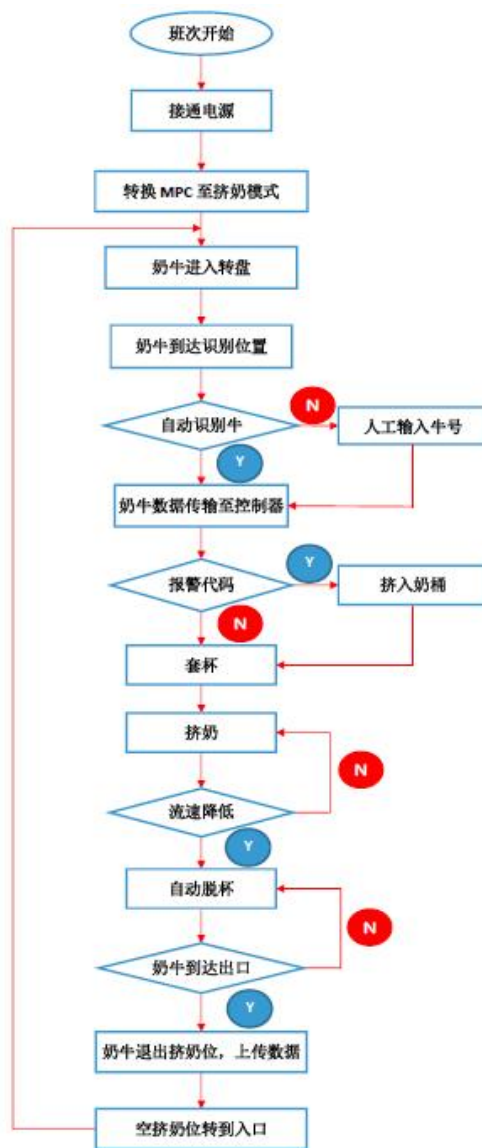 班次开始
接通电源
转换 MPC 至挤奶模式
奶牛进入转盘
奶牛到达识别位置
自动识别牛
N
人工输入牛号
Y
奶牛数据传输至控制器
报警代码
Y
挤入奶桶
N
套杯
挤奶
N
流速降低
Y
自动脱杯
N
奶牛到达出口
Y
奶牛退出挤奶位，上传数据
空挤奶位转到入口